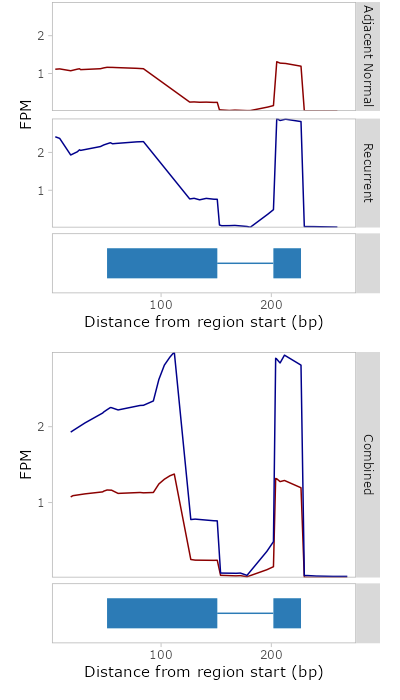 Adjacent Normal
2
1
FPM
Recurrent
2
1
100
200
Distance from region start (bp)
Combined
2
FPM
1
100
200
Distance from region start (bp)